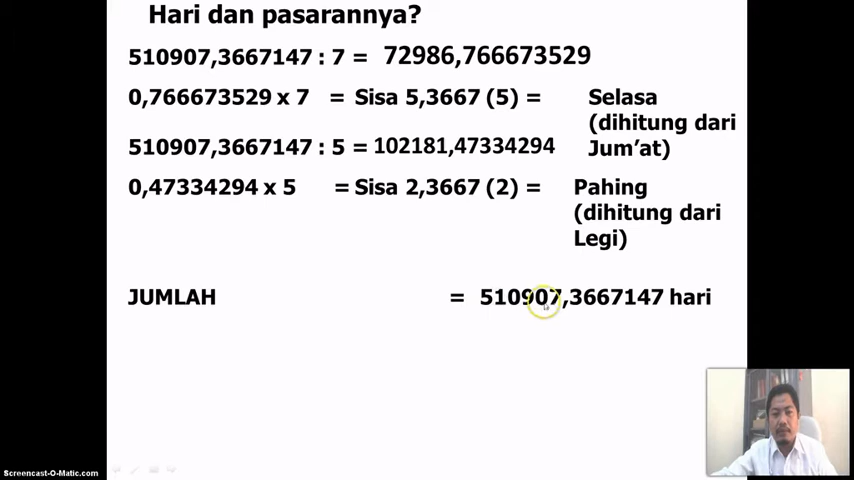 Hari dan pasarannya?
510907,3667147 : 7 = 72986,766673529
0,766673529 x 7 = Sisa 5,3667 (5) = Selasa
(dihitung dari
Jum’at)
510907,3667147 : 5 = 102181,47334294
0,47334294 x 5 = Sisa 2,3667 (2) = Pahing
(dihitung dari
Legi)
JUMLAH = 510907,3667147 hari
Screencast-O-Matic.com